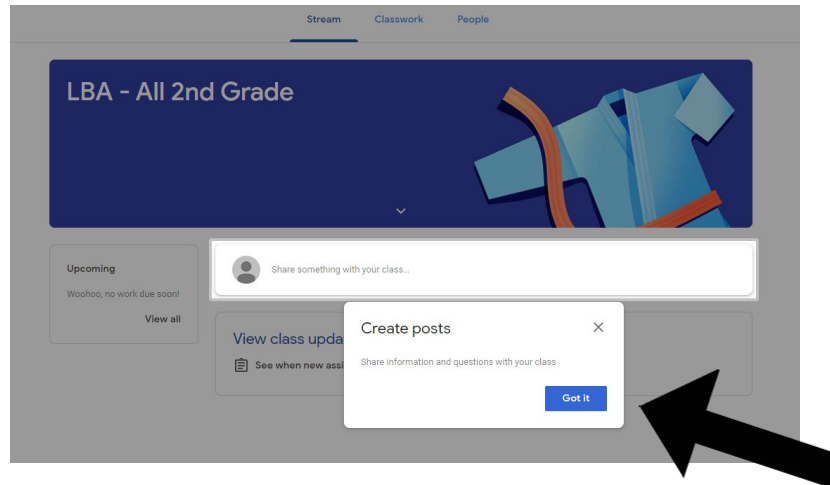 Stream Classwork People
LBA - All 2nd Grade
Upcoming
Woohoo, no work due soon!
View all
Share something with your class...
View class upda
See when new assi
Create posts
Share information and questions with your class
Got it